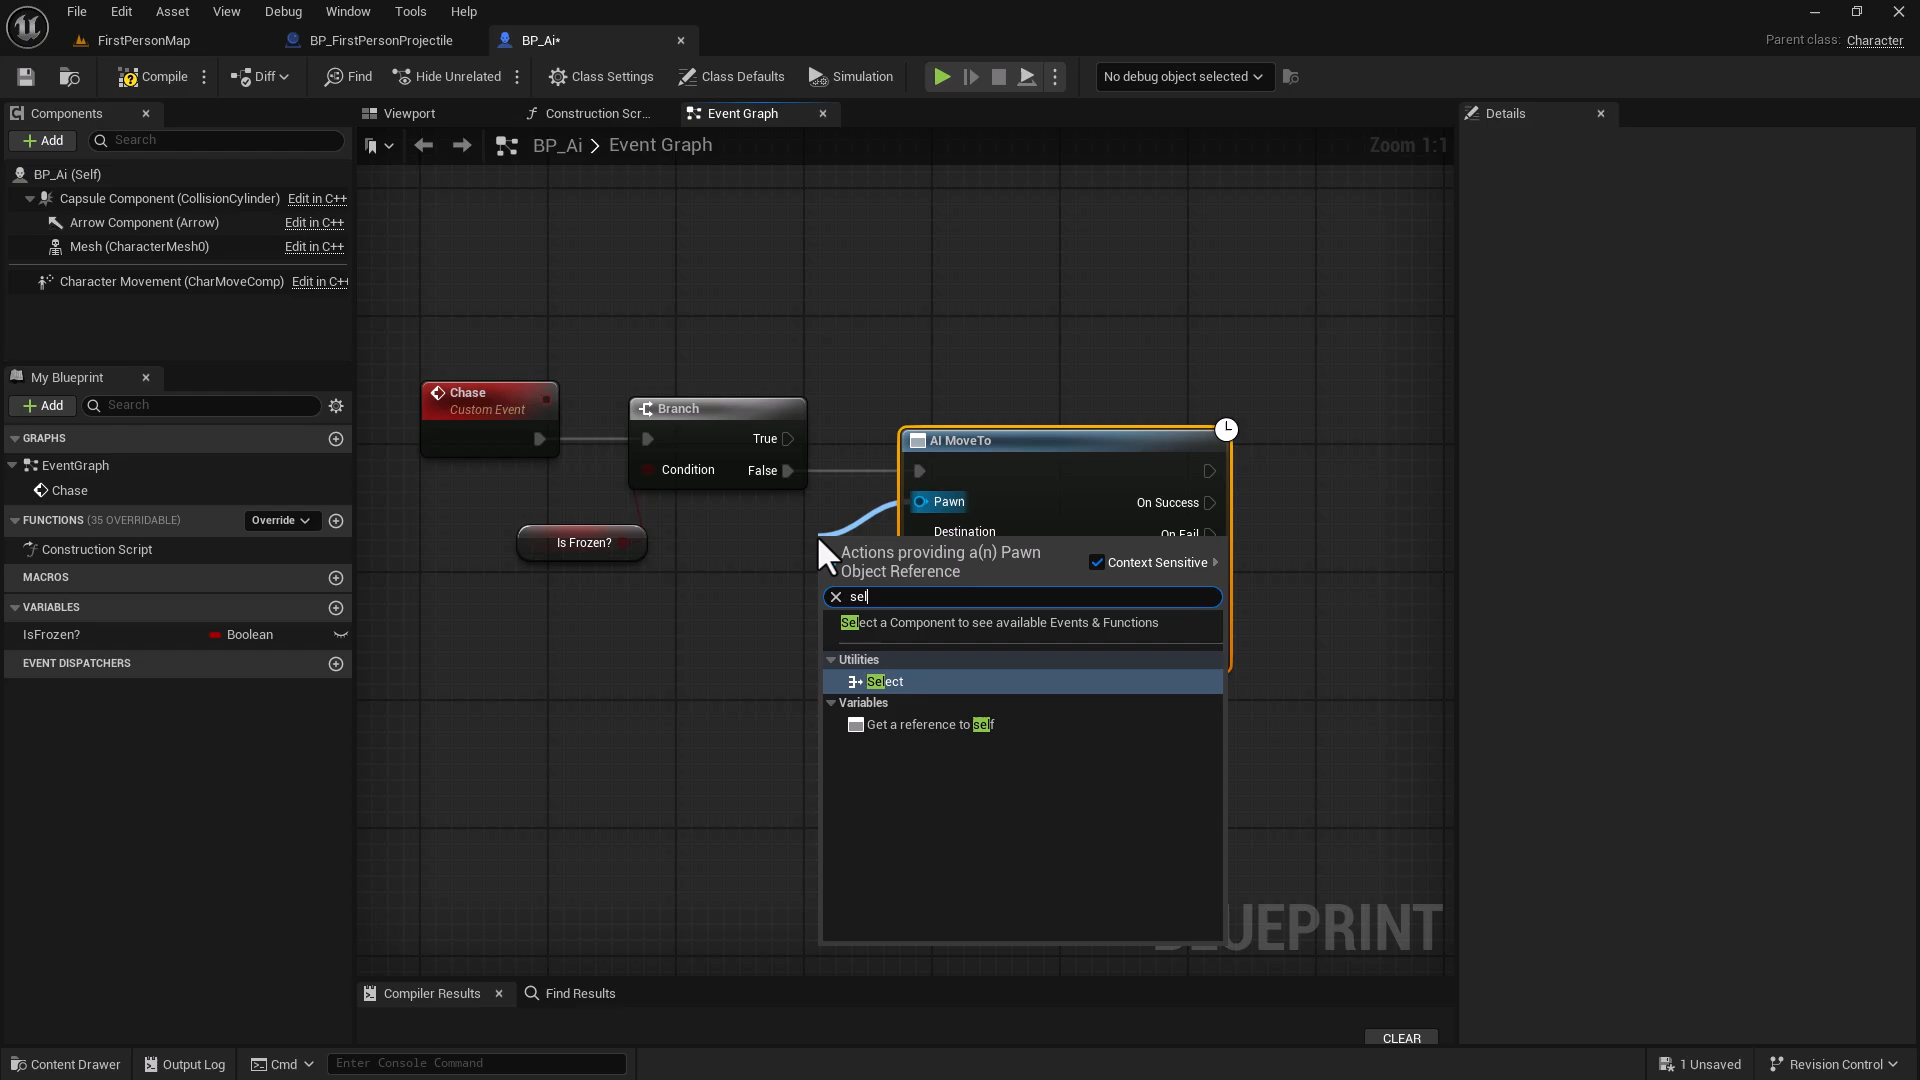 File Edit Asset View Debug Window Tools Help
FirstPersonMap BP_FirstPersonProjectile BP_Ai* Parent class: Character
Compile Diff Find Hide Unrelated Class Settings Class Defaults Simulation No debug object selected
Components Viewport Construction Scr... Event Graph Details
Add Search BP_Ai > Event Graph Zoom 1:1
BP_Ai (Self)
Capsule Component (CollisionCylinder) Edit in C++
Arrow Component (Arrow) Edit in C++
Mesh (CharacterMesh0) Edit in C++
Character Movement (CharMoveComp) Edit in C++
My Blueprint
Add Search
GRAPHS
EventGraph
Chase
FUNCTIONS (35 OVERRIDABLE) Override
Construction Script
MACROS
VARIABLES
IsFrozen? Boolean
EVENT DISPATCHERS
Chase
Custom Event
Branch
True
Condition False
Is Frozen?
AI MoveTo
Pawn On Success
Destination On Fail
Actions providing a(n) Pawn
Object Reference Context Sensitive
sel
Select a Component to see available Events & Functions
Utilities
Select
Variables
Get a reference to self
Compiler Results Find Results
CLEAR
Content Drawer Output Log Cmd Enter Console Command 1 Unsaved Revision Control